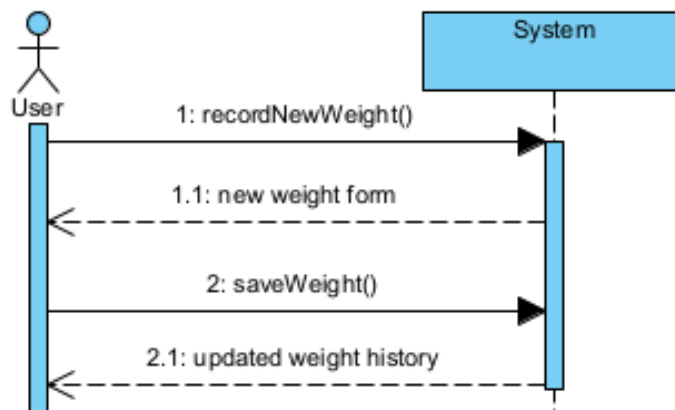 System
User
1: recordNewWeight()
1.1: new weight form
2: saveWeight()
2.1: updated weight history